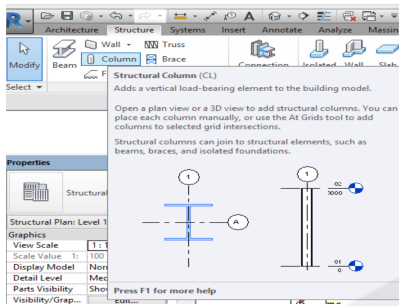 Architecture Structure Systems Insert Annotate Analyze Massin
Modify
Beam
Wall
Truss
Column
Brace
Connection Isolated Wall Slab
Select
Structural Column (CL)
Adds a vertical load-bearing element to the building model.
Open a plan view or a 3D view to add structural columns. You can
place each column manually, or use the At Grids tool to add
columns to selected grid intersections.
Structural columns can join to structural elements, such as
beams, braces, and isolated foundations.
Properties
Structural
1
A
1
02
3000
01
0
Structural Plan: Level 1
Graphics
View Scale 1 : 1
Scale Value 1: 100
Display Model Norm
Detail Level Med
Parts Visibility Show
Visibility/Grap... Edit...
Press F1 for more help